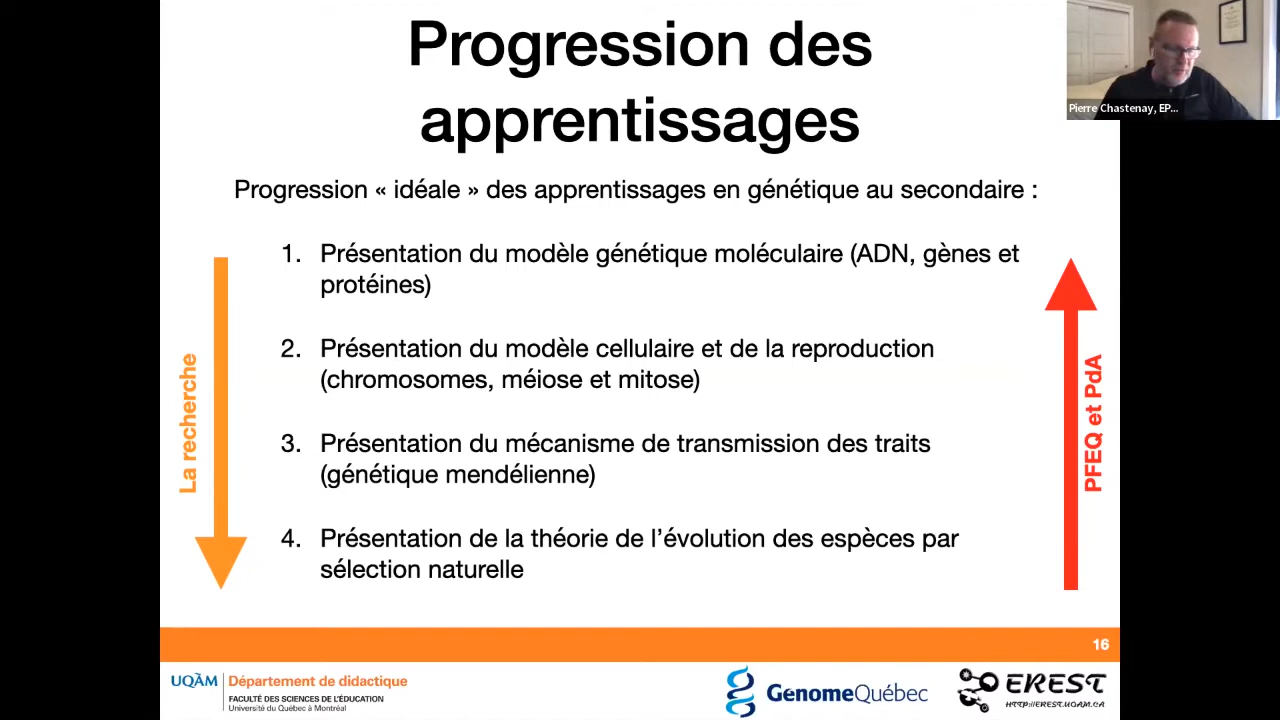 Progression des
apprentissages
Pierre Chastenay, EP...
Progression « idéale » des apprentissages en génétique au secondaire :
1. Présentation du modèle génétique moléculaire (ADN, gènes et
protéines)
2. Présentation du modèle cellulaire et de la reproduction
(chromosomes, méiose et mitose)
3. Présentation du mécanisme de transmission des traits
(génétique mendélienne)
4. Présentation de la théorie de l’évolution des espèces par
sélection naturelle
La recherche
PFEQ et PdA
16
UQÀM
Département de didactique
FACULTÉ DES SCIENCES DE L'ÉDUCATION
Université du Québec à Montréal
GenomeQuébec
EREST
HTTP://EREST.UQAM.CA